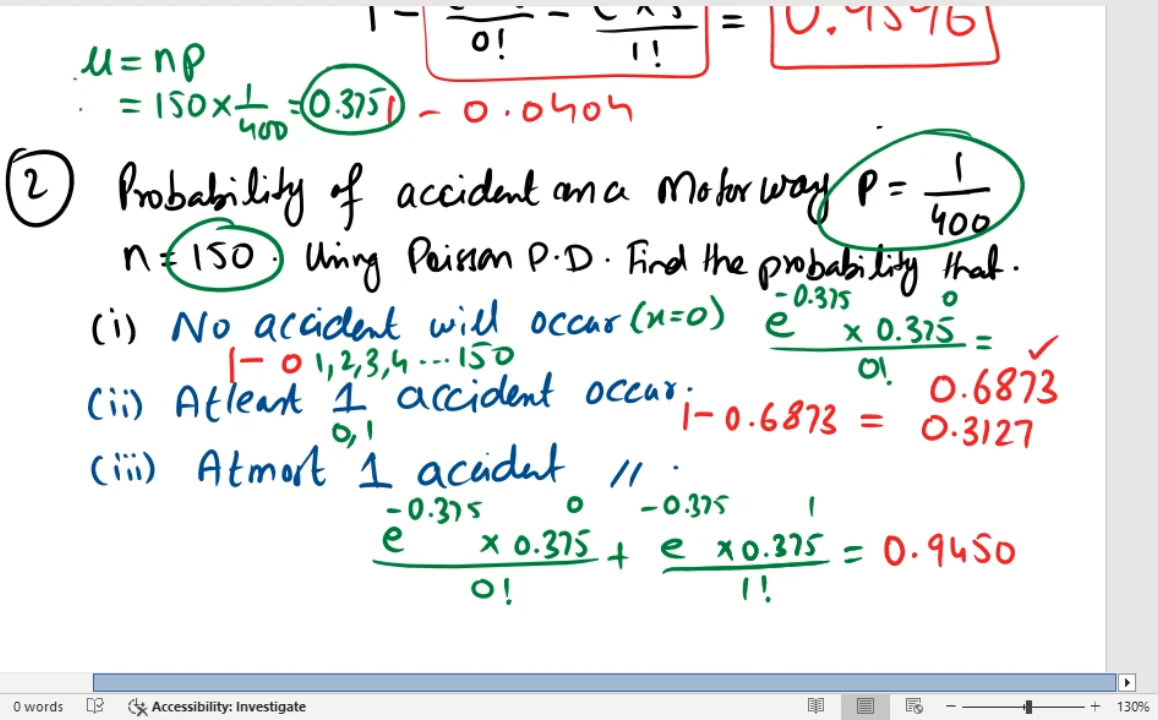 1 - — - e x 5 = 0.9596
0! 1!
μ = np
= 150 × 1/400 = 0.375 1 - 0.0404
2 Probability of accident on a Motorway P = 1/400
n = 150. Using Poisson P.D. Find the probability that.
(i) No accident will occur (x=0) e^-0.375 × 0.375^0 / 0! = 0.6873 ✓
1 - 0 1,2,3,4 ... 150
(ii) Atleast 1 accident occur. 1 - 0.6873 = 0.3127
0, 1
(iii) Atmost 1 acident // .
e^-0.375 × 0.375^0 / 0! + e^-0.375 × 0.375^1 / 1! = 0.9450
0 words Accessibility: Investigate - + 130%